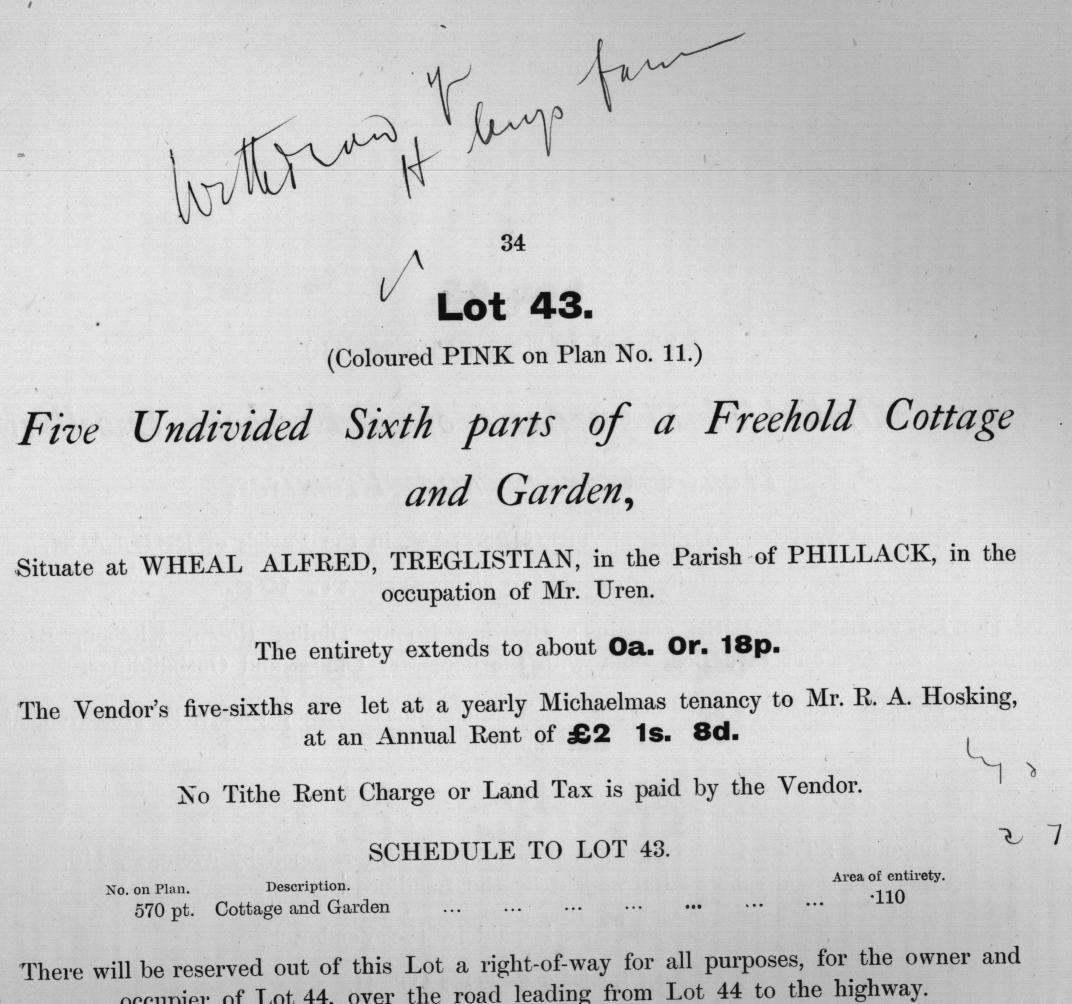 Withdrawn
34
Lot 43.
(Coloured PINK on Plan No. 11.)
Five Undivided Sixth parts of a Freehold Cottage
and Garden,
Situate at WHEAL ALFRED, TREGLISTIAN, in the Parish of PHILLACK, in the
occupation of Mr. Uren.
The entirety extends to about 0a. 0r. 18p.
The Vendor's five-sixths are let at a yearly Michaelmas tenancy to Mr. R. A. Hosking,
at an Annual Rent of £2 1s. 8d.
No Tithe Rent Charge or Land Tax is paid by the Vendor.
2 7
SCHEDULE TO LOT 43.
No. on Plan. Description. Area of entirety.
570 pt. Cottage and Garden ... ... ... ... ... ... ... ·110
There will be reserved out of this Lot a right-of-way for all purposes, for the owner and
occupier of Lot 44, over the road leading from Lot 44 to the highway.